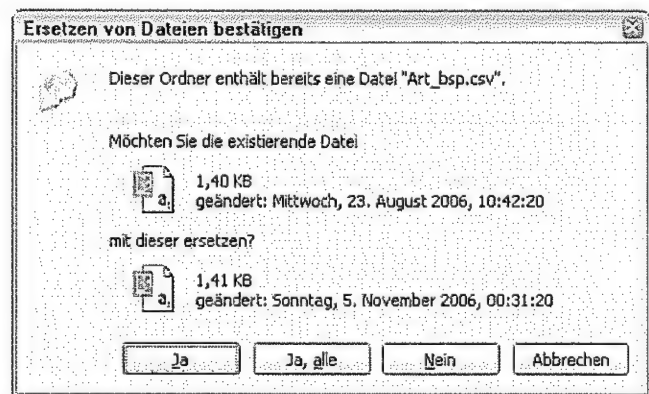 Ersetzen von Dateien bestätigen
Dieser Ordner enthält bereits eine Datei "Art_bsp.csv".
Möchten Sie die existierende Datei
a,
1,40 KB
geändert: Mittwoch, 23. August 2006, 10:42:20
mit dieser ersetzen?
a,
1,41 KB
geändert: Sonntag, 5. November 2006, 00:31:20
Ja
Ja, alle
Nein
Abbrechen